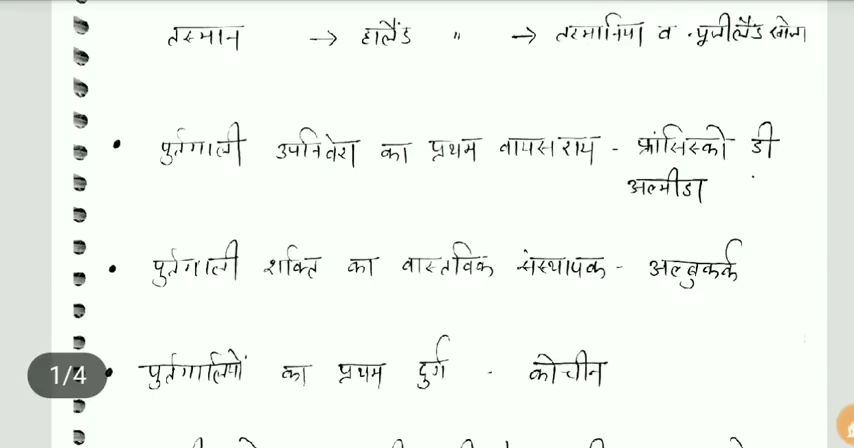 तस्मान → हालैंड " → तस्मानिया व न्यूजीलैंड खोज
• पुर्तगाली उपनिवेश का प्रथम वायसराय - फ्रांसिस्को डी
अल्मीडा
• पुर्तगाली शक्ति का वास्तविक संस्थापक - अल्बुकर्क
• पुर्तगालियों का प्रथम दुर्ग - कोचीन
1/4